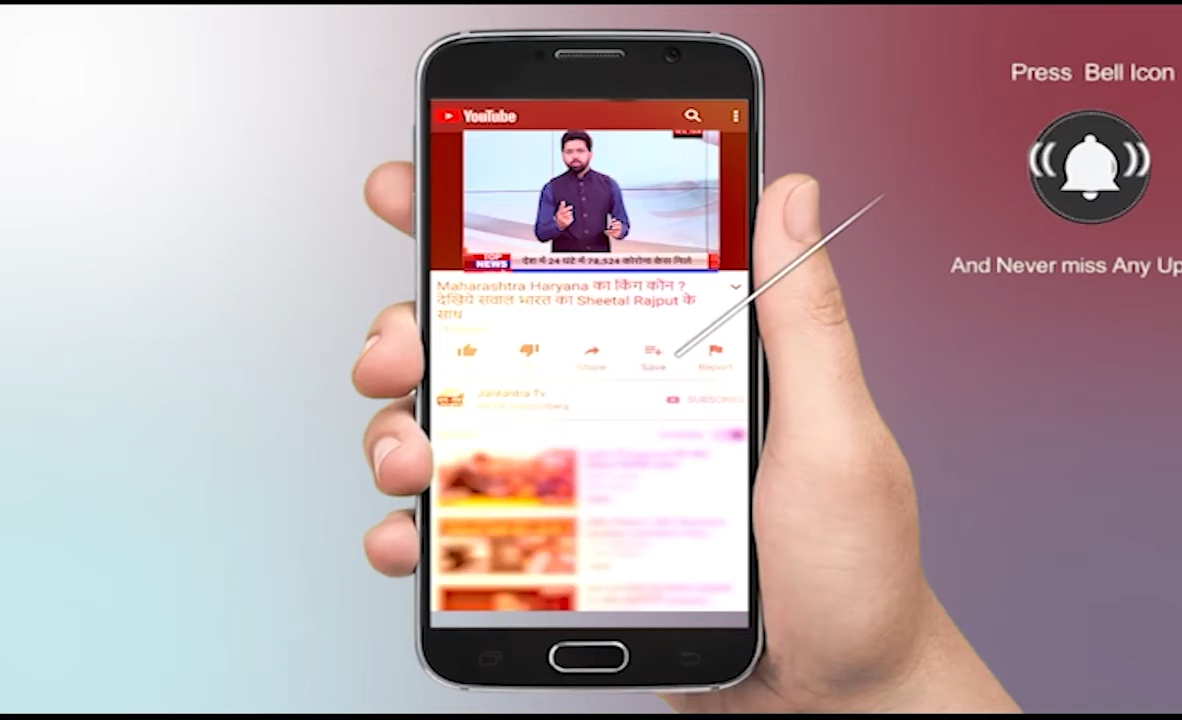 Press Bell Icon
And Never miss Any Up
YouTube
TOP
NEWS
देश में 24 घंटे में 78,524 कोरोना केस मिले
Maharashtra Haryana का किंग कौन ?
देखिये सवाल भारत का Sheetal Rajput के
साथ
Share
Save
Report
Jantantra Tv
SUBSCRIBE